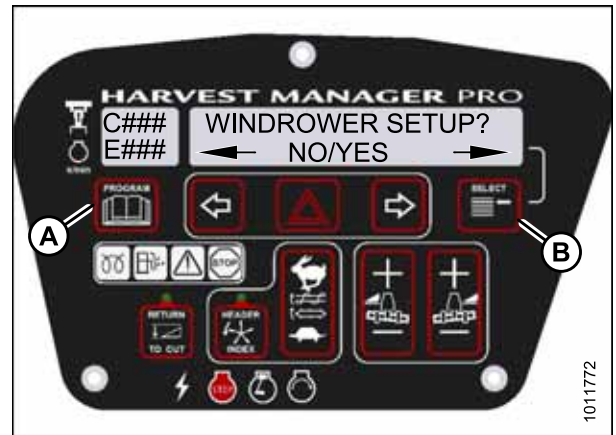 HARVEST MANAGER PRO
C###
E###
WINDROWER SETUP?
NO/YES
PROGRAM
SELECT
A
B
STOP
RETURN
TO CUT
HEADER
INDEX
STOP
1011772